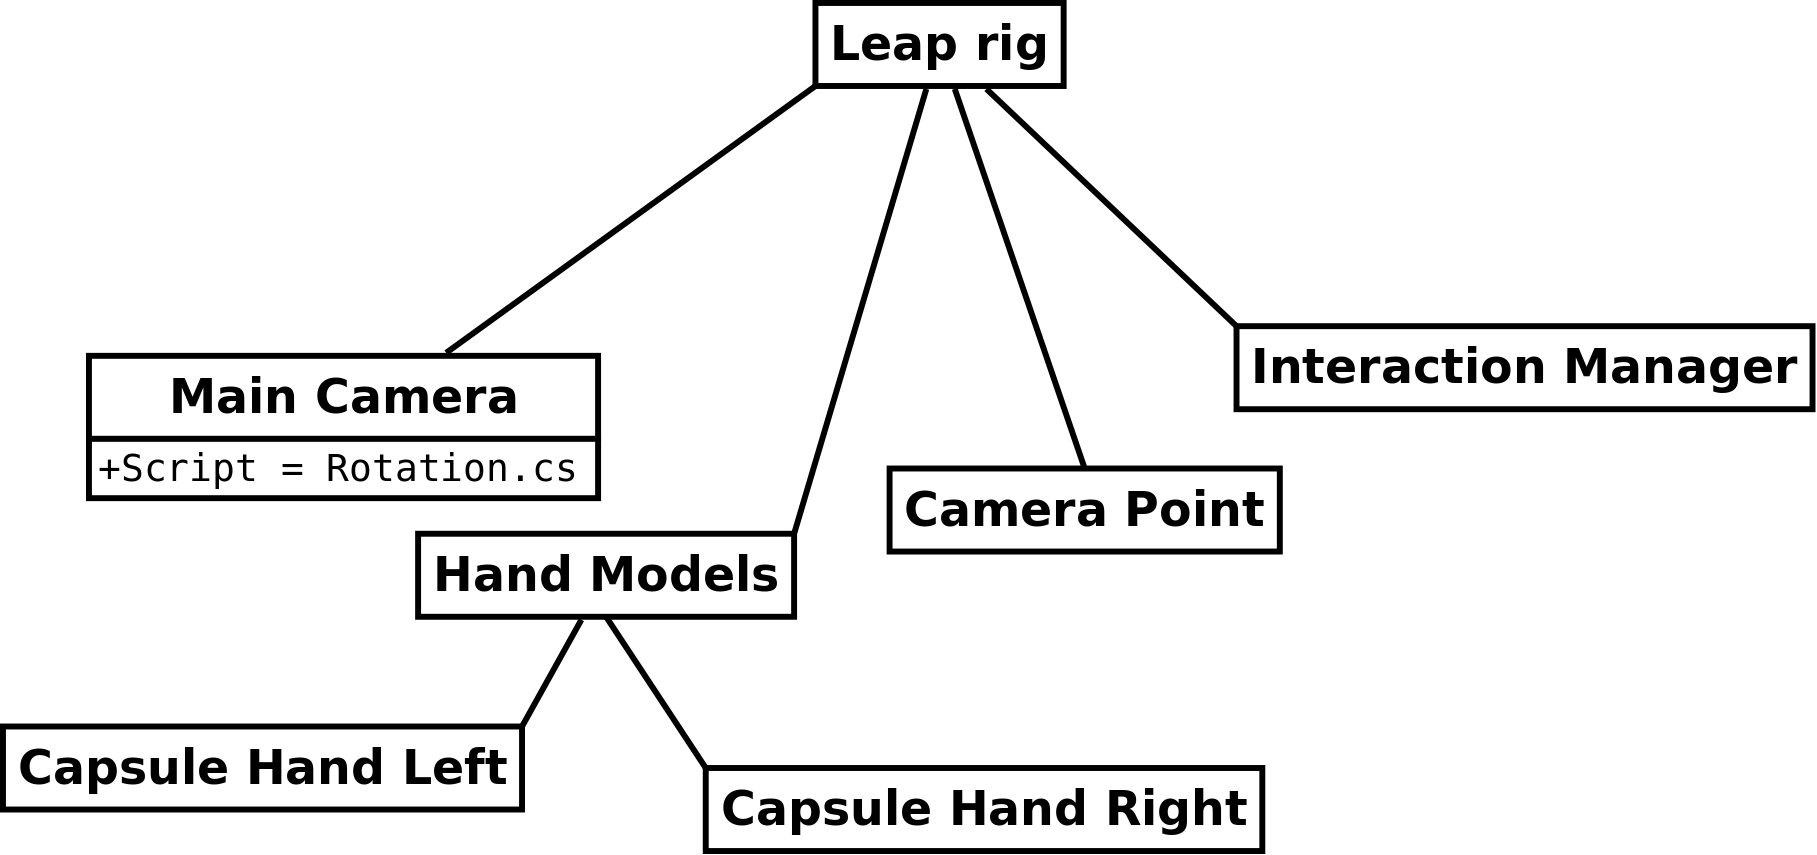 Leap rig
Main Camera
+Script = Rotation.cs
Interaction Manager
Camera Point
Hand Models
Capsule Hand Left
Capsule Hand Right